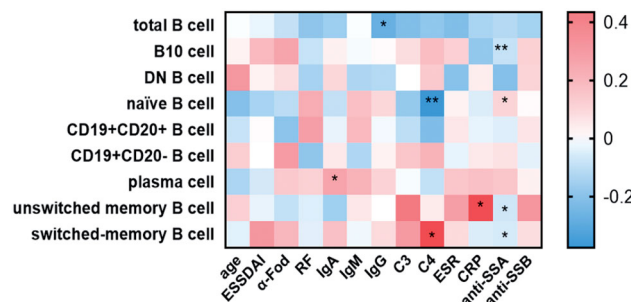 total B cell
B10 cell
DN B cell
naïve B cell
CD19+CD20+ B cell
CD19+CD20- B cell
plasma cell
unswitched memory B cell
switched-memory B cell
*
**
** *
*
*
*
* *
age
ESSDAI
α-Fod
RF
IgA
IgM
IgG
C3
C4
ESR
CRP
anti-SSA
anti-SSB
0.4
0.2
0
-0.2